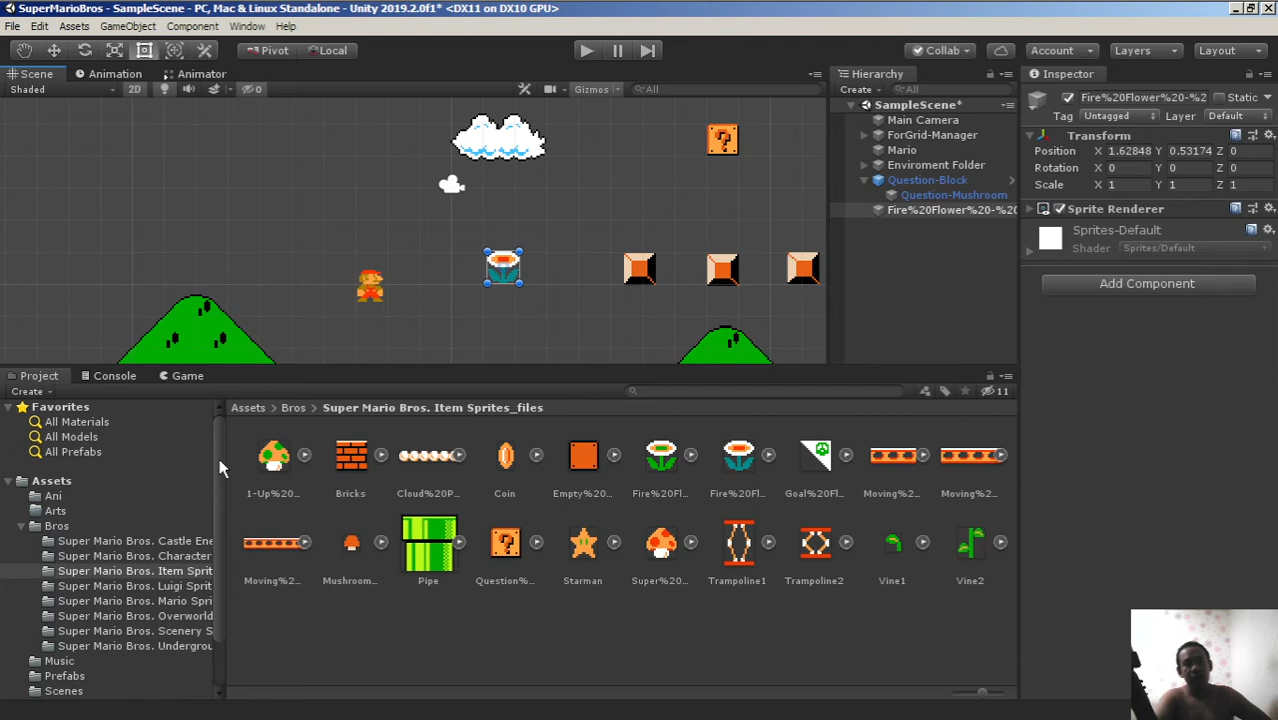 SuperMarioBros - SampleScene - PC, Mac & Linux Standalone - Unity 2019.2.0f1* <DX11 on DX10 GPU>
File Edit Assets GameObject Component Window Help
Pivot Local Collab Account Layers Layout
Scene Animation Animator
Shaded 2D 0 Gizmos All
Hierarchy
Create All
SampleScene*
Main Camera
ForGrid-Manager
Mario
Enviroment Folder
Question-Block
Question-Mushroom
Fire%20Flower%20-%20
Inspector
Fire%20Flower%20-%2 Static
Tag Untagged Layer Default
Transform
Position X 1.62848 Y 0.53174 Z 0
Rotation X 0 Y 0 Z 0
Scale X 1 Y 1 Z 1
Sprite Renderer
Sprites-Default
Shader Sprites/Default
Add Component
Project Console Game
Create 11
Favorites
All Materials
All Models
All Prefabs
Assets
Ani
Arts
Bros
Super Mario Bros. Castle Ene
Super Mario Bros. Character
Super Mario Bros. Item Sprit
Super Mario Bros. Luigi Sprit
Super Mario Bros. Mario Spri
Super Mario Bros. Overworld
Super Mario Bros. Scenery S
Super Mario Bros. Undergrou
Music
Prefabs
Scenes
Assets Bros Super Mario Bros. Item Sprites_files
1-Up%20... Bricks Cloud%20P... Coin Empty%20... Fire%20Fl... Fire%20Fl... Goal%20Fl... Moving%2... Moving%2...
Moving%2... Mushroom... Pipe Question%... Starman Super%20... Trampoline1 Trampoline2 Vine1 Vine2